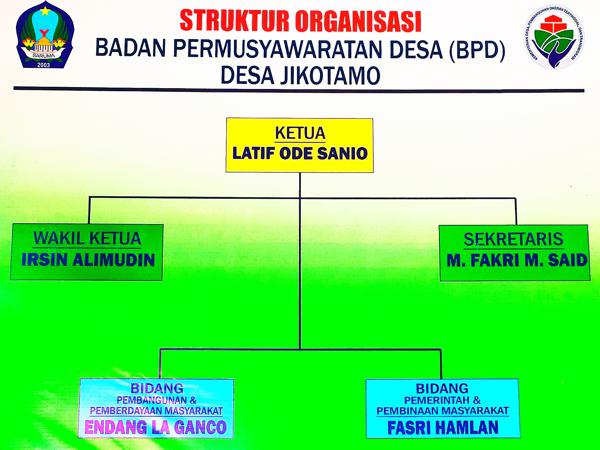 STRUKTUR ORGANISASI
BADAN PERMUSYAWARATAN DESA (BPD)
DESA JIKOTAMO
2003
KETUA
LATIF ODE SANIO
WAKIL KETUA
IRSIN ALIMUDIN
SEKRETARIS
M. FAKRI M. SAID
BIDANG
PEMBANGUNAN &
PEMBERDAYAAN MASYARAKAT
ENDANG LA GANCO
BIDANG
PEMERINTAH &
PEMBINAAN MASYARAKAT
FASRI HAMLAN